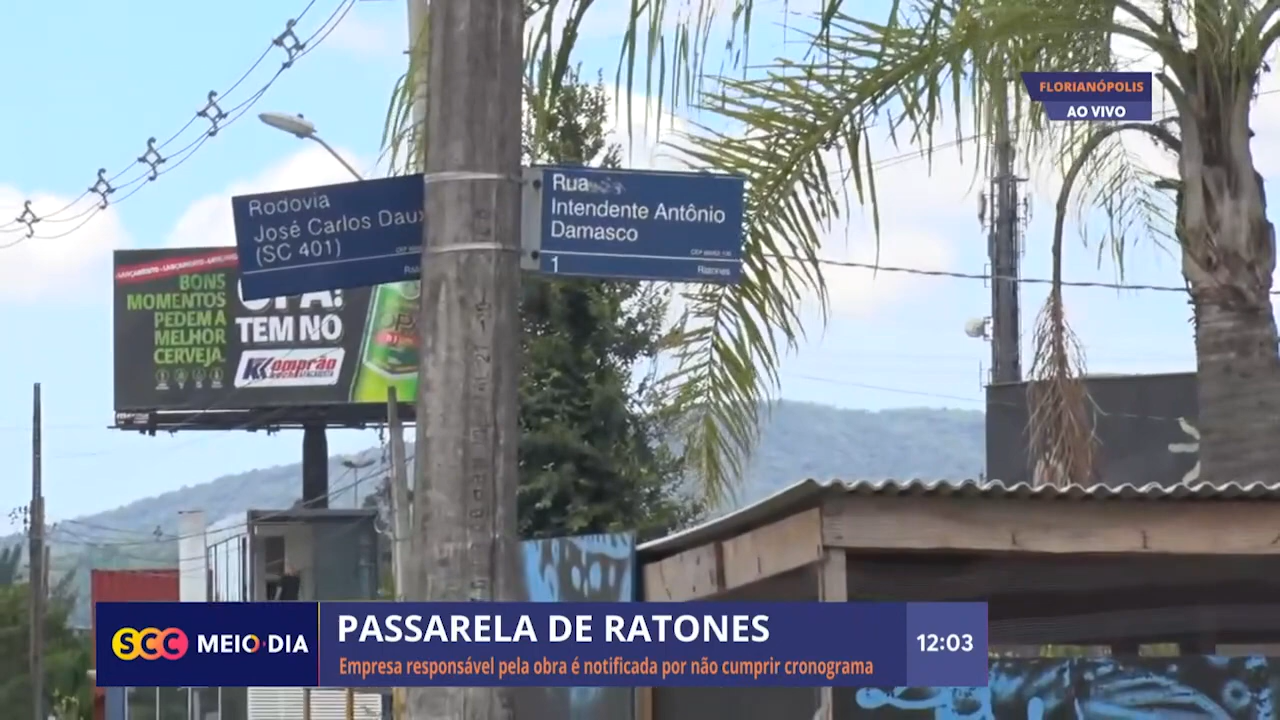 FLORIANÓPOLIS
AO VIVO
Rodovia
José Carlos Daux
(SC 401)
Rua
Intendente Antônio
Damasco
1
Ratones
LANÇAMENTO
BONS
MOMENTOS
PEDEM A
MELHOR
CERVEJA.
TEM NO
Komprão
SCC MEIO DIA
PASSARELA DE RATONES
Empresa responsável pela obra é notificada por não cumprir cronograma
12:03